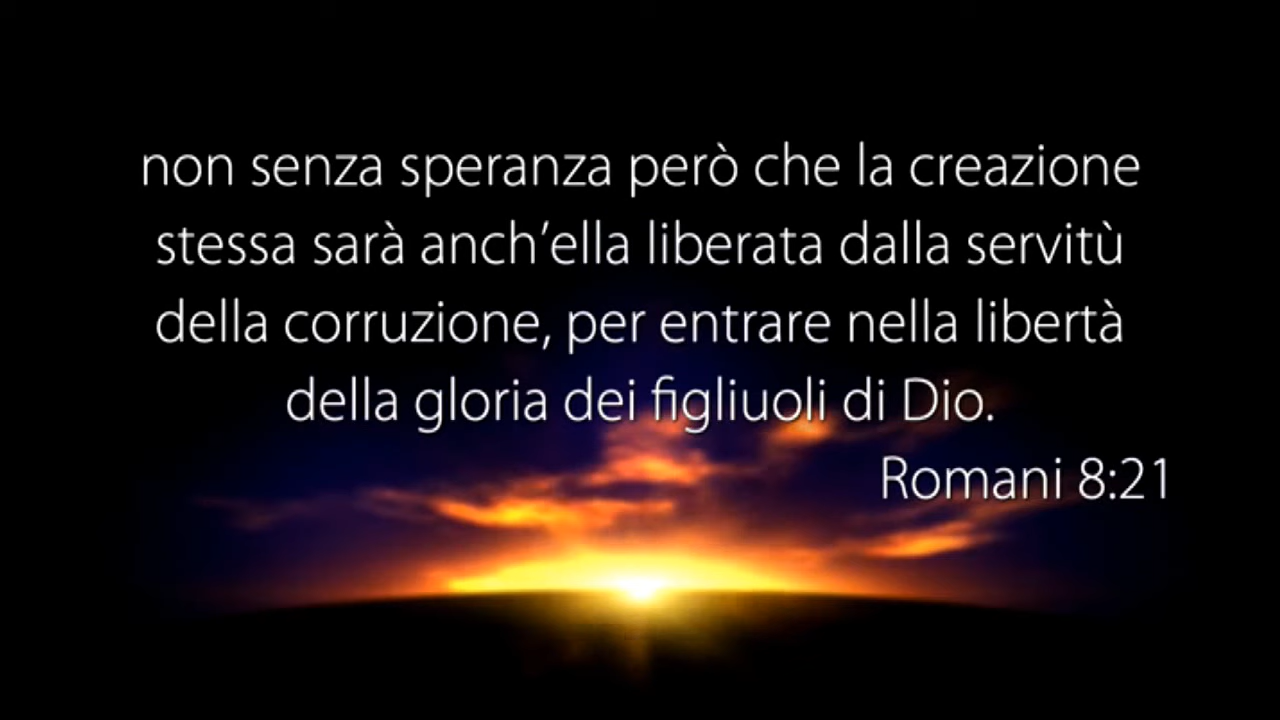 non senza speranza però che la creazione
stessa sarà anch’ella liberata dalla servitù
della corruzione, per entrare nella libertà
della gloria dei figliuoli di Dio.
Romani 8:21